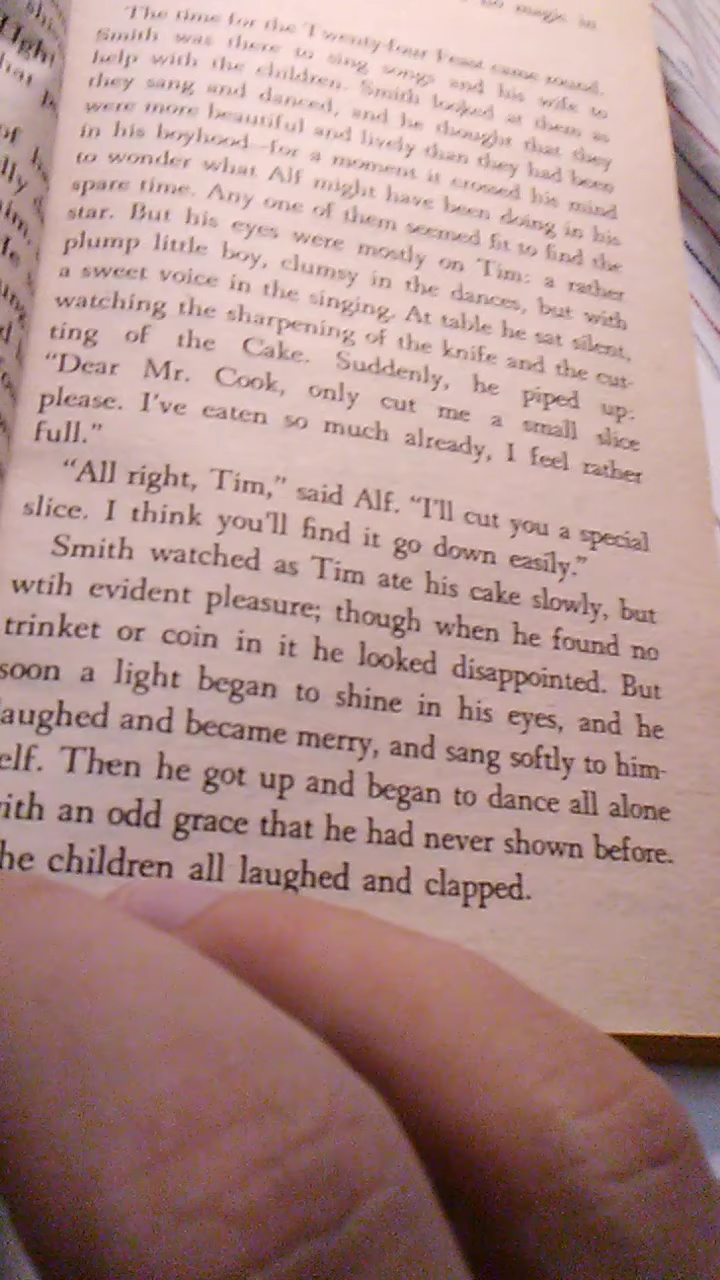 no magic in
The time for the Twenty-four Feast came round.
Smith was there to sing songs and his wife to
help with the children. Smith looked at them as
they sang and danced, and he thought that they
were more beautiful and lively than they had been
in his boyhood—for a moment it crossed his mind
to wonder what Alf might have been doing in his
spare time. Any one of them seemed fit to find the
star. But his eyes were mostly on Tim: a rather
plump little boy, clumsy in the dances, but with
a sweet voice in the singing. At table he sat silent,
watching the sharpening of the knife and the cut-
ting of the Cake. Suddenly, he piped up:
“Dear Mr. Cook, only cut me a small slice
please. I've eaten so much already, I feel rather
full.”
“All right, Tim,” said Alf. “I'll cut you a special
slice. I think you'll find it go down easily.”
Smith watched as Tim ate his cake slowly, but
wtih evident pleasure; though when he found no
trinket or coin in it he looked disappointed. But
soon a light began to shine in his eyes, and he
laughed and became merry, and sang softly to him-
elf. Then he got up and began to dance all alone
ith an odd grace that he had never shown before.
he children all laughed and clapped.